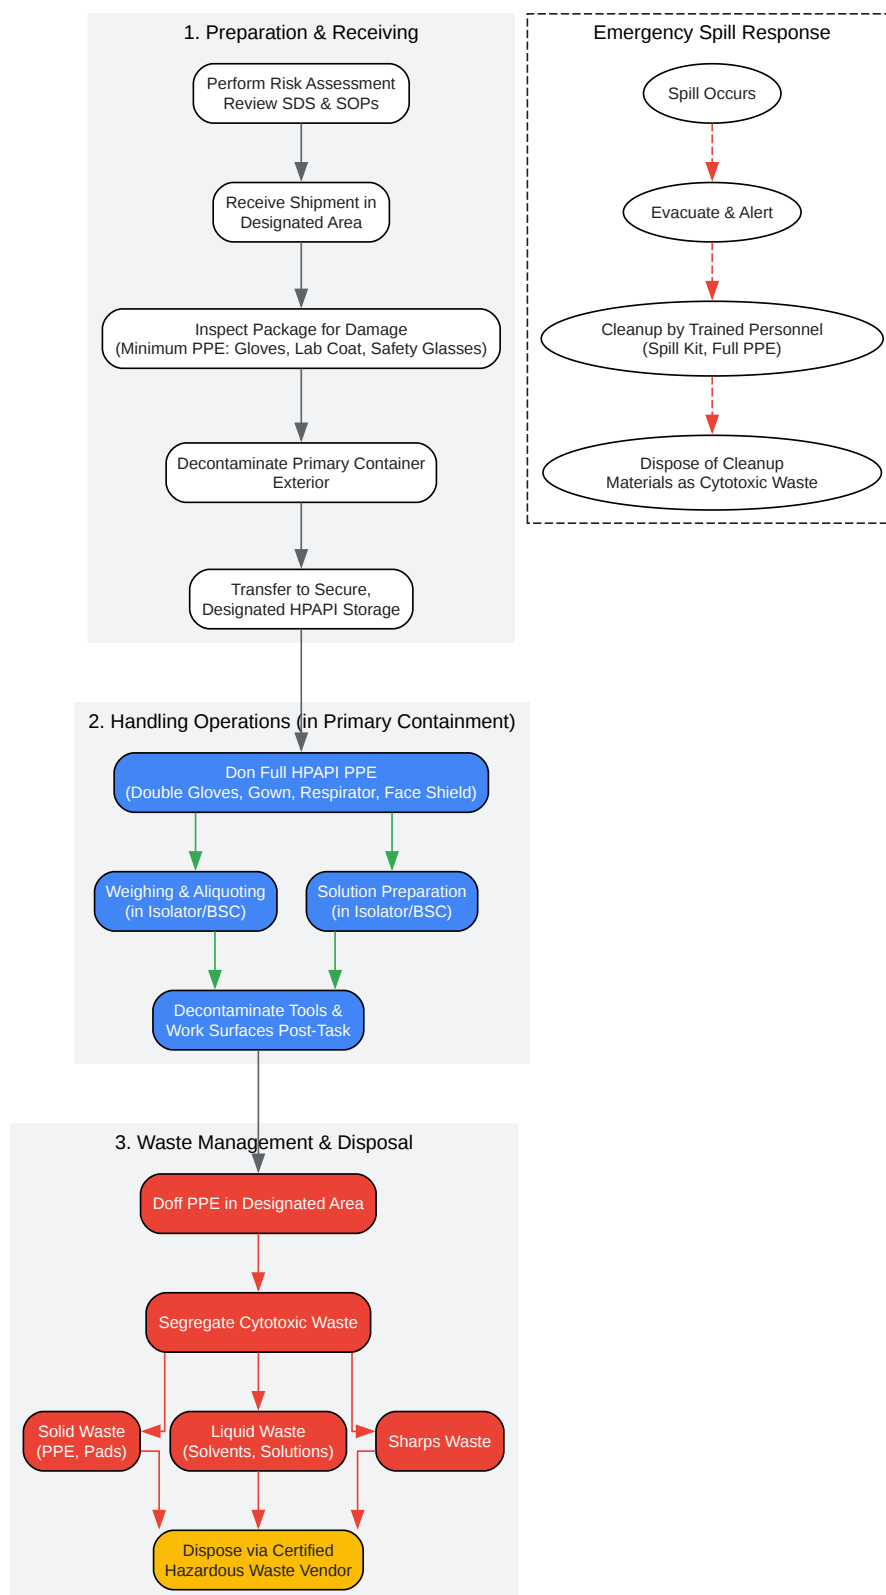 1. Preparation & Receiving
Perform Risk Assessment
Review SDS & SOPs
Receive Shipment in
Designated Area
Inspect Package for Damage
(Minimum PPE: Gloves, Lab Coat, Safety Glasses)
Decontaminate Primary Container
Exterior
Transfer to Secure,
Designated HPAPI Storage
Emergency Spill Response
Spill Occurs
Evacuate & Alert
Cleanup by Trained Personnel
(Spill Kit, Full PPE)
Dispose of Cleanup
Materials as Cytotoxic Waste
2. Handling Operations (in Primary Containment)
Don Full HPAPI PPE
(Double Gloves, Gown, Respirator, Face Shield)
Weighing & Aliquoting
(in Isolator/BSC)
Solution Preparation
(in Isolator/BSC)
Decontaminate Tools &
Work Surfaces Post-Task
3. Waste Management & Disposal
Doff PPE in Designated Area
Segregate Cytotoxic Waste
Solid Waste
(PPE, Pads)
Liquid Waste
(Solvents, Solutions)
Sharps Waste
Dispose via Certified
Hazardous Waste Vendor